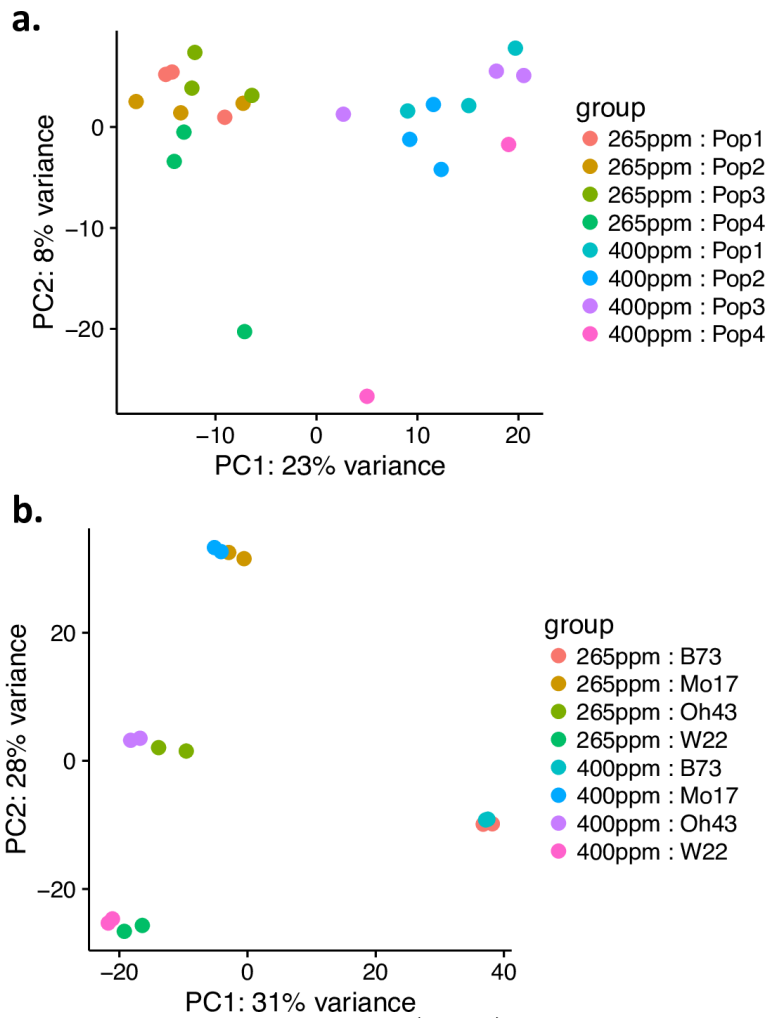 a.
0
−10
−20
PC2: 8% variance
−10 0 10 20
PC1: 23% variance
group
265ppm : Pop1
265ppm : Pop2
265ppm : Pop3
265ppm : Pop4
400ppm : Pop1
400ppm : Pop2
400ppm : Pop3
400ppm : Pop4
b.
20
0
−20
PC2: 28% variance
−20 0 20 40
PC1: 31% variance
group
265ppm : B73
265ppm : Mo17
265ppm : Oh43
265ppm : W22
400ppm : B73
400ppm : Mo17
400ppm : Oh43
400ppm : W22